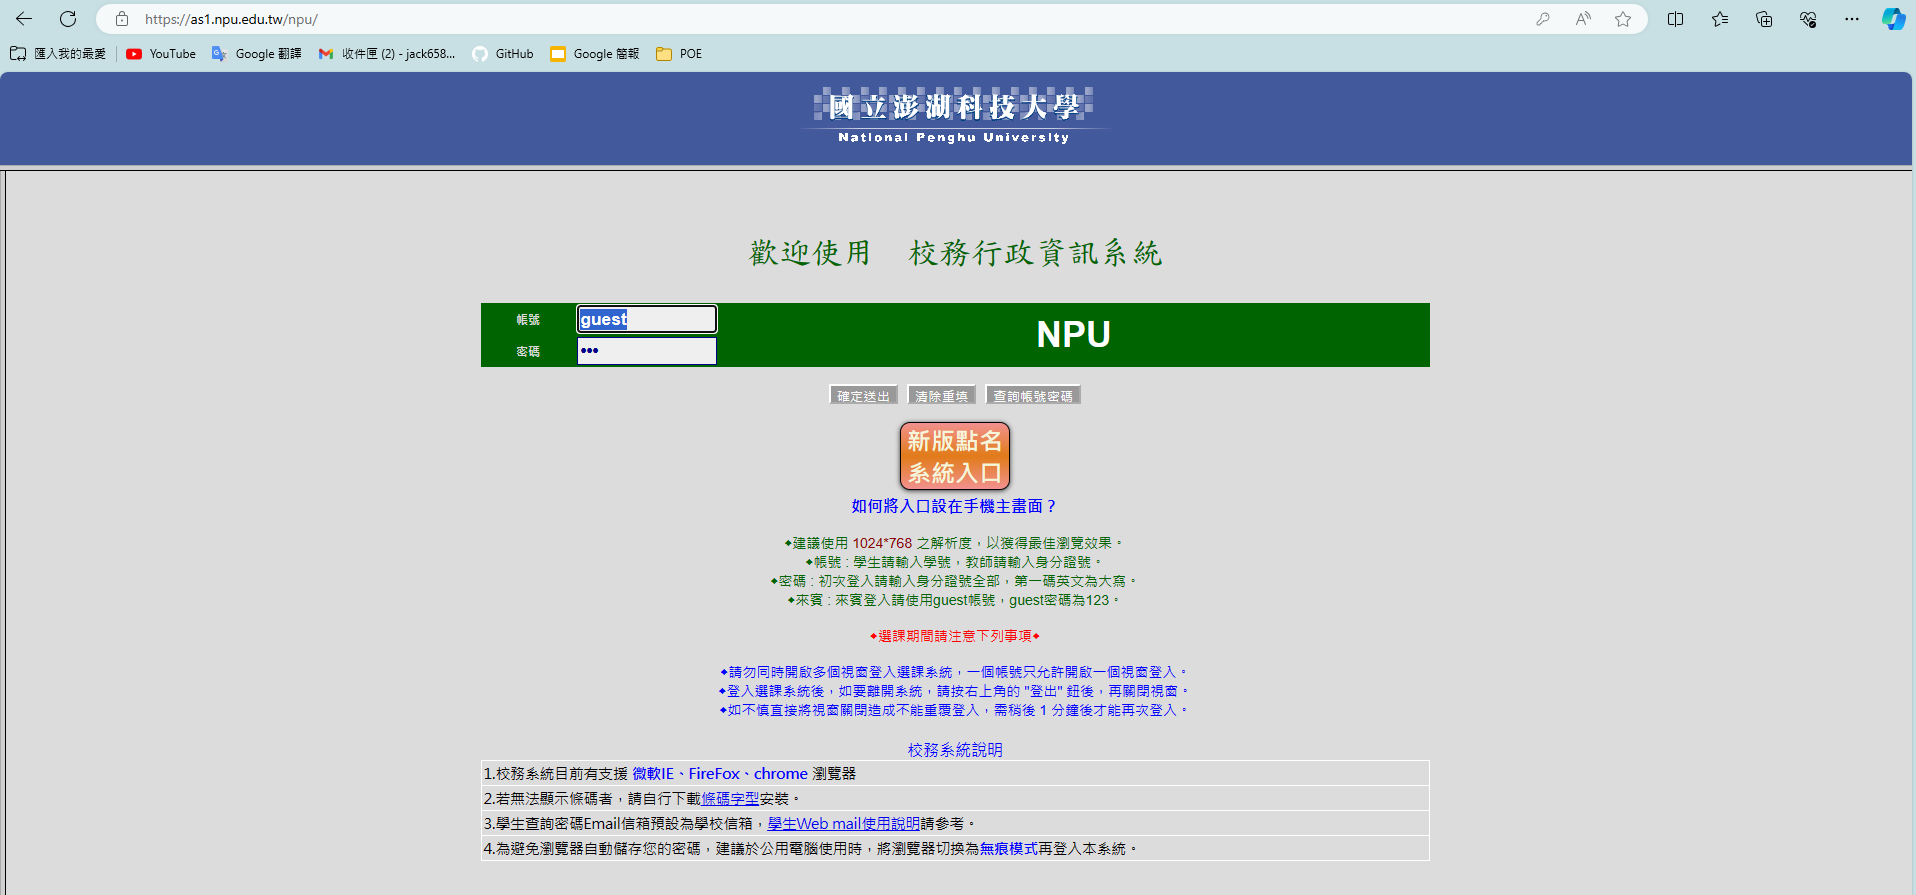 https://as1.npu.edu.tw/npu/
匯入我的最愛 YouTube Google 翻譯 收件匣 (2) - jack658... GitHub Google 簡報 POE
國立澎湖科技大學
National Penghu University
歡迎使用 校務行政資訊系統
帳號 guest
NPU
密碼 •••
確定送出 清除重填 查詢帳號密碼
新版點名
系統入口
如何將入口設在手機主畫面？
◆建議使用 1024*768 之解析度，以獲得最佳瀏覽效果。
◆帳號 : 學生請輸入學號，教師請輸入身分證號。
◆密碼 : 初次登入請輸入身分證號全部，第一碼英文為大寫。
◆來賓 : 來賓登入請使用guest帳號，guest密碼為123。
◆選課期間請注意下列事項◆
◆請勿同時開啟多個視窗登入選課系統，一個帳號只允許開啟一個視窗登入。
◆登入選課系統後，如要離開系統，請按右上角的 "登出" 鈕後，再關閉視窗。
◆如不慎直接將視窗關閉造成不能重覆登入，需稍後 1 分鐘後才能再次登入。
校務系統說明
1.校務系統目前有支援 微軟IE、FireFox、chrome 瀏覽器
2.若無法顯示條碼者，請自行下載條碼字型安裝。
3.學生查詢密碼Email信箱預設為學校信箱，學生Web mail使用說明請參考。
4.為避免瀏覽器自動儲存您的密碼，建議於公用電腦使用時，將瀏覽器切換為無痕模式再登入本系統。